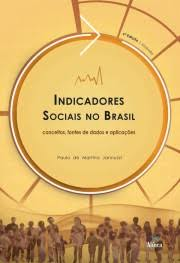 INDICADORES
SOCIAIS NO BRASIL
conceitos, fontes de dados e aplicações
Paulo de Martino Jannuzzi
Alínea